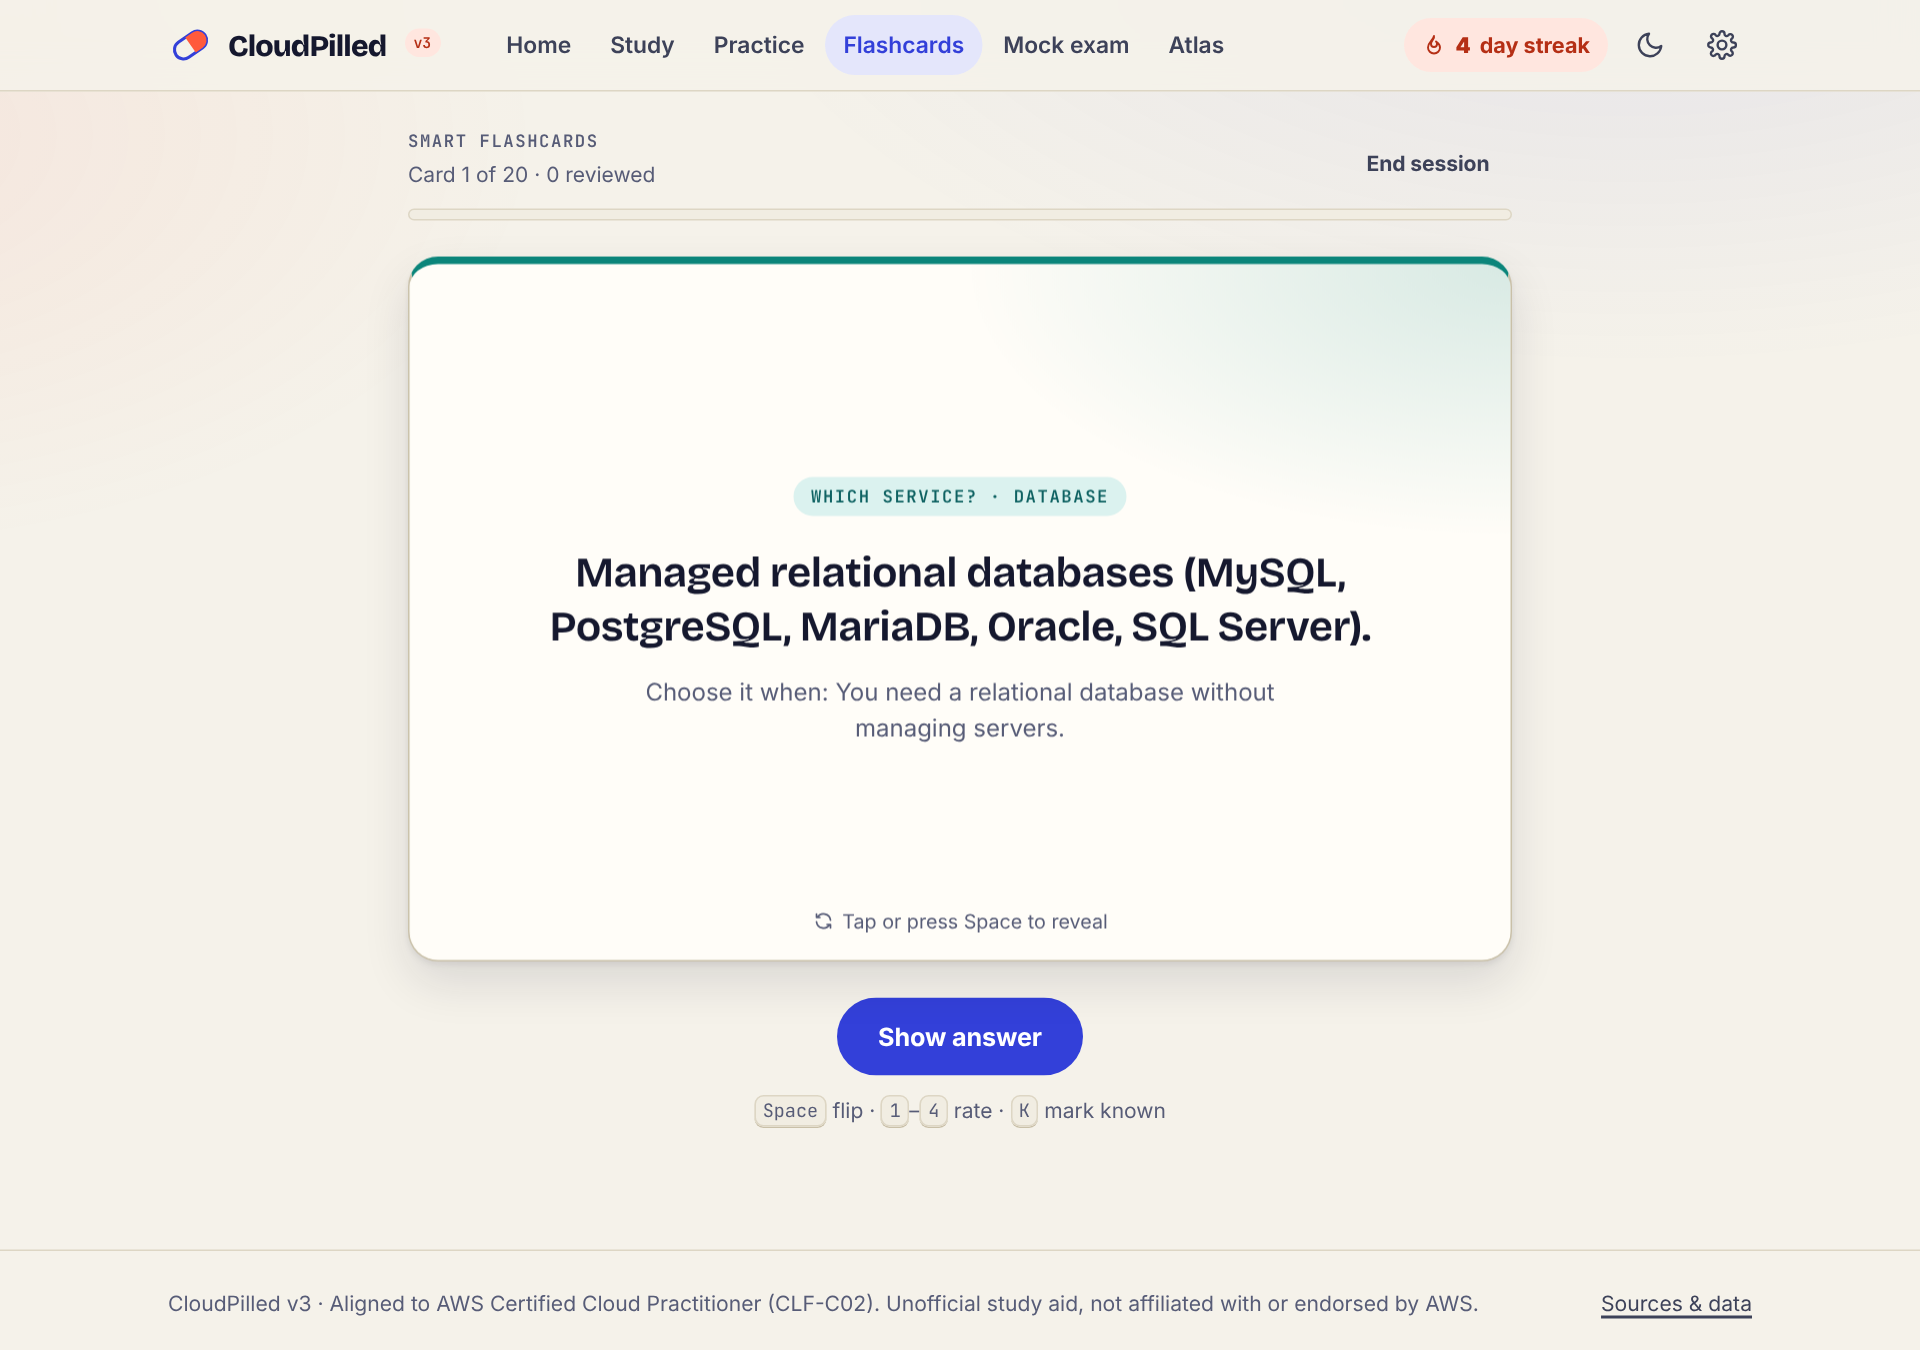 CloudPilled v3 Home Study Practice Flashcards Mock exam Atlas 4 day streak
SMART FLASHCARDS
Card 1 of 20 · 0 reviewed
End session
WHICH SERVICE? · DATABASE
Managed relational databases (MySQL,
PostgreSQL, MariaDB, Oracle, SQL Server).
Choose it when: You need a relational database without
managing servers.
Tap or press Space to reveal
Show answer
Space flip · 1–4 rate · K mark known
CloudPilled v3 · Aligned to AWS Certified Cloud Practitioner (CLF-C02). Unofficial study aid, not affiliated with or endorsed by AWS. Sources & data